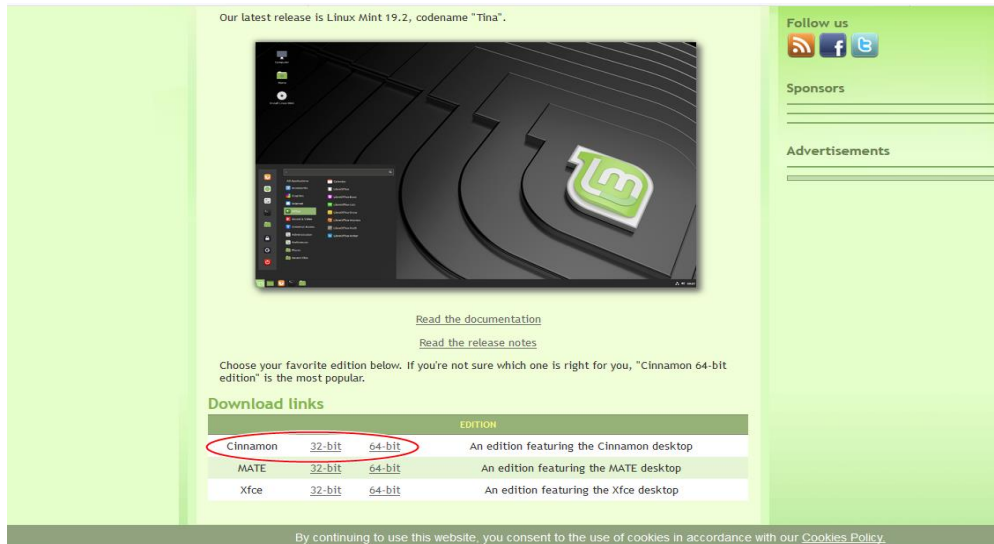 Our latest release is Linux Mint 19.2, codename "Tina".
Read the documentation
Read the release notes
Choose your favorite edition below. If you're not sure which one is right for you, "Cinnamon 64-bit
edition" is the most popular.
Download links
EDITION
Cinnamon 32-bit 64-bit An edition featuring the Cinnamon desktop
MATE 32-bit 64-bit An edition featuring the MATE desktop
Xfce 32-bit 64-bit An edition featuring the Xfce desktop
Follow us
Sponsors
Advertisements
By continuing to use this website, you consent to the use of cookies in accordance with our Cookies Policy.